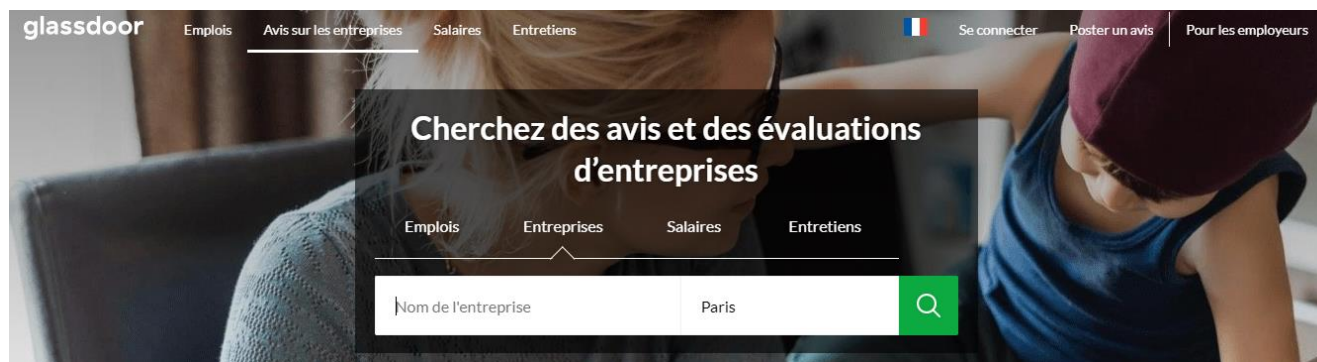 glassdoor Emplois Avis sur les entreprises Salaires Entretiens Se connecter Poster un avis Pour les employeurs
Cherchez des avis et des évaluations
d’entreprises
Emplois Entreprises Salaires Entretiens
Nom de l'entreprise Paris